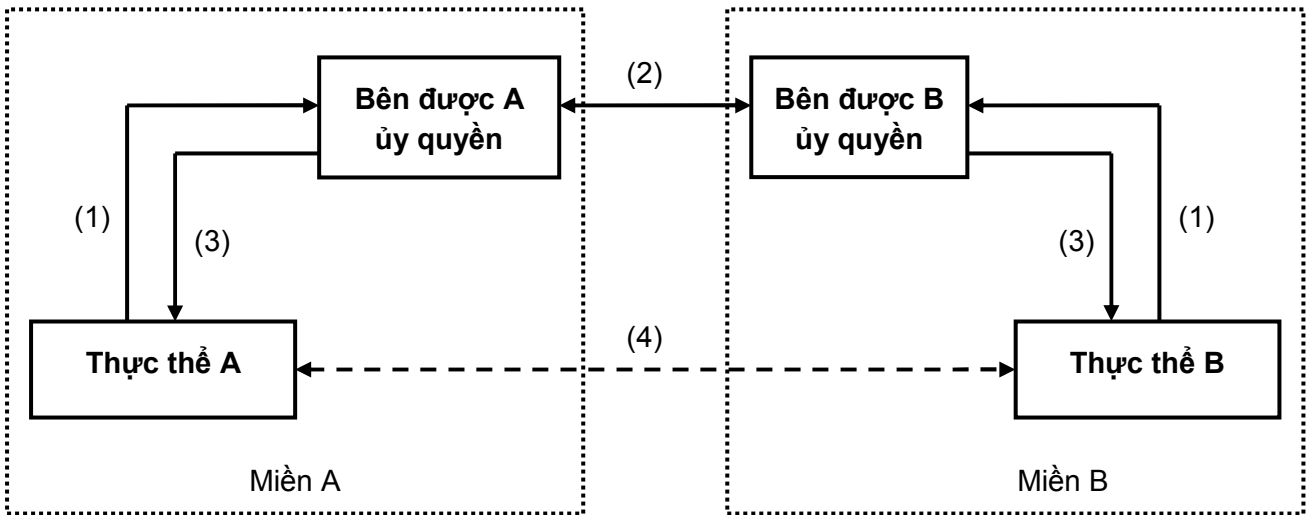 Bên được A
ủy quyền
(2)
Bên được B
ủy quyền
(1)
(3)
(3)
(1)
Thực thể A
(4)
Thực thể B
Miền A
Miền B